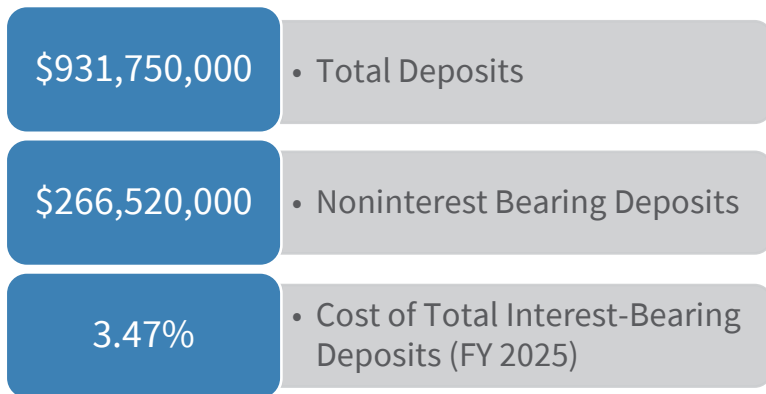 $931,750,000
• Total Deposits
$266,520,000
• Noninterest Bearing Deposits
3.47%
• Cost of Total Interest-Bearing
Deposits (FY 2025)